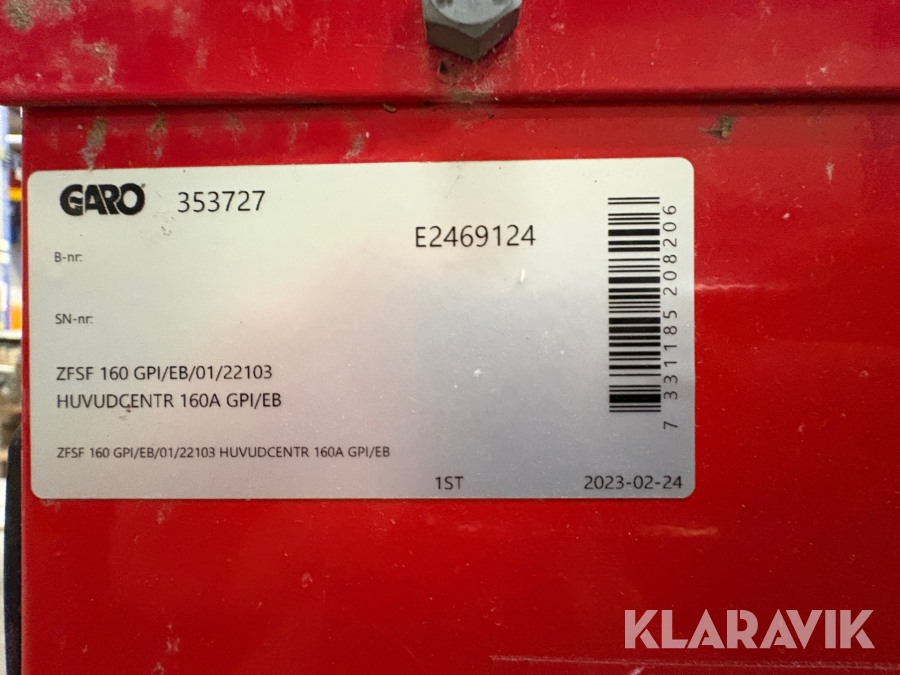 GARO 353727
E2469124
B-nr:
SN-nr:
ZFSF 160 GPI/EB/01/22103
HUVUDCENTR 160A GPI/EB
ZFSF 160 GPI/EB/01/22103 HUVUDCENTR 160A GPI/EB
1ST 2023-02-24
7 331185 208206
KLARAVIK